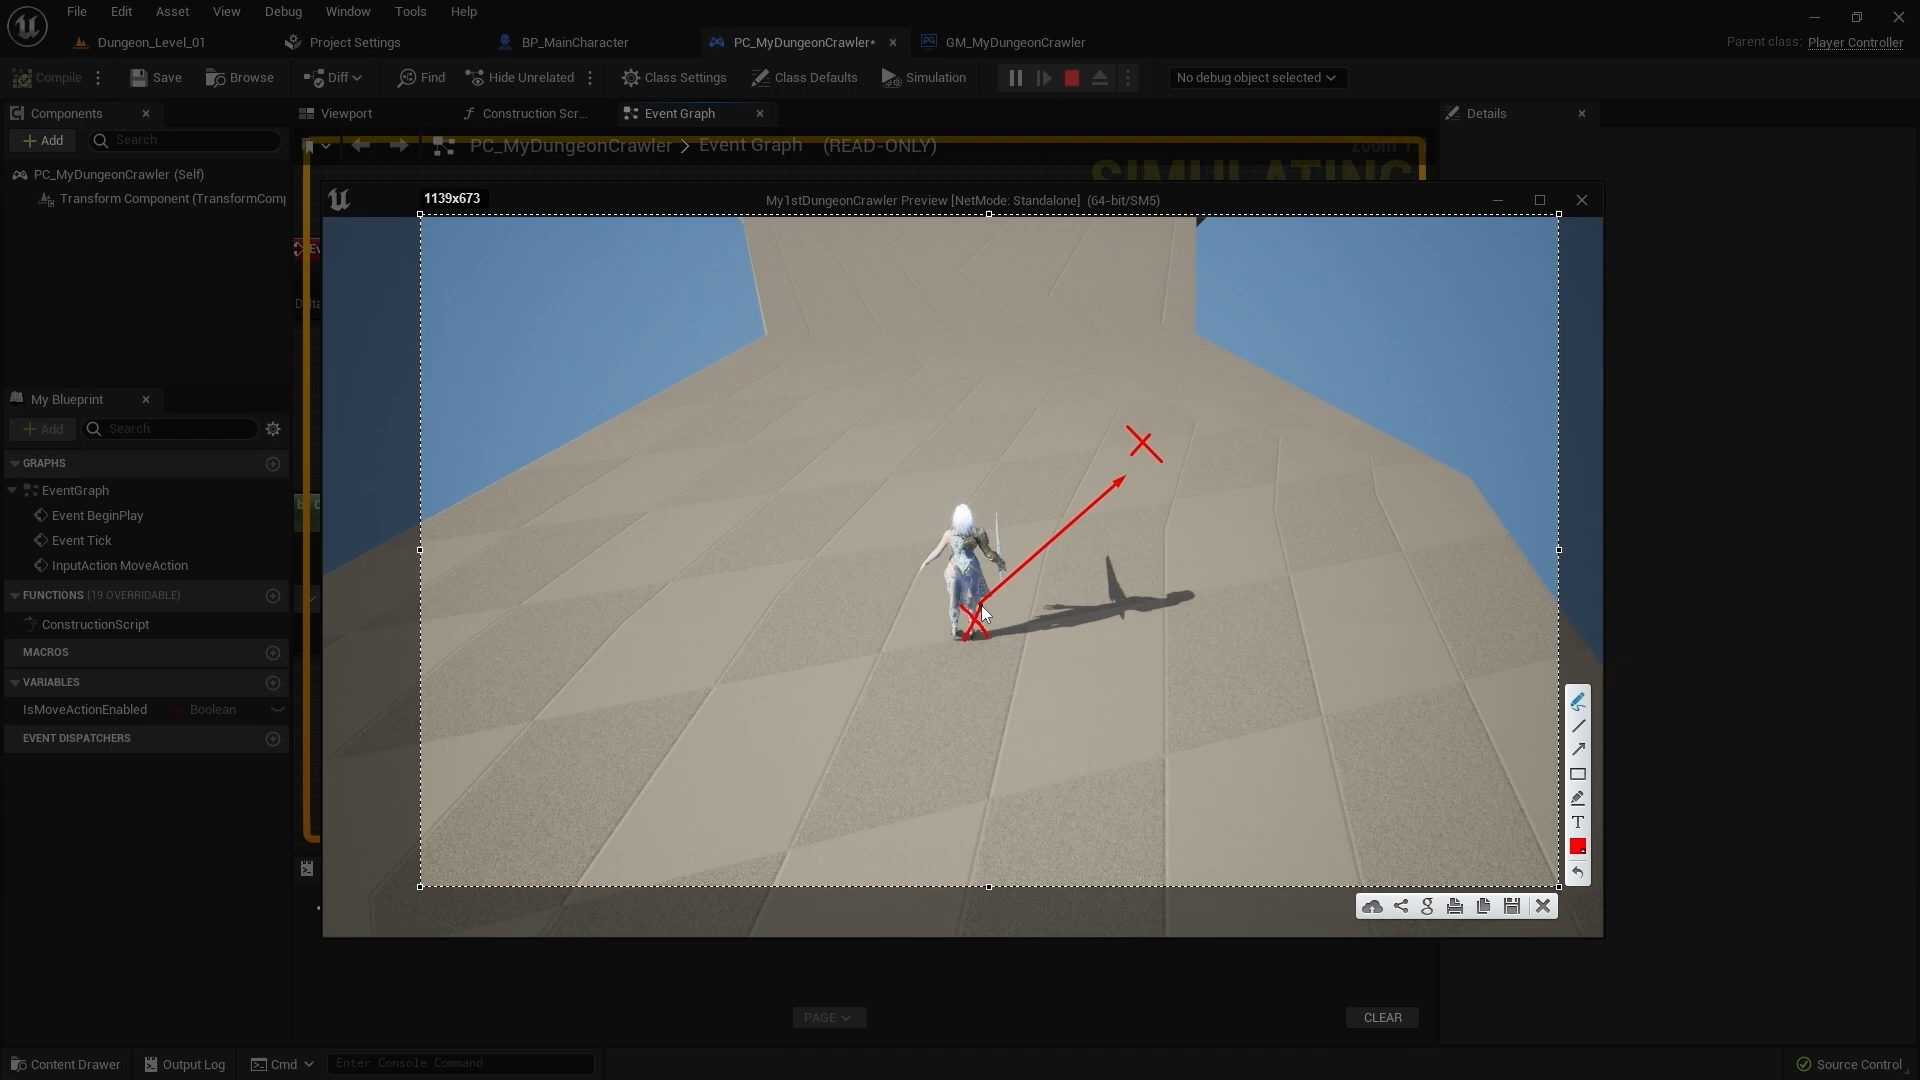 File Edit Asset View Debug Window Tools Help
Dungeon_Level_01 Project Settings BP_MainCharacter PC_MyDungeonCrawler* GM_MyDungeonCrawler Parent class: Player Controller
Compile Save Browse Diff Find Hide Unrelated Class Settings Class Defaults Simulation No debug object selected
Components Viewport Construction Scr... Event Graph Details
Add Search
PC_MyDungeonCrawler > Event Graph (READ-ONLY)
SIMULATING
PC_MyDungeonCrawler (Self)
Transform Component (TransformComp
1139x673
My1stDungeonCrawler Preview [NetMode: Standalone] (64-bit/SM5)
My Blueprint
Add Search
GRAPHS
EventGraph
Event BeginPlay
Event Tick
InputAction MoveAction
FUNCTIONS (19 OVERRIDABLE)
ConstructionScript
MACROS
VARIABLES
IsMoveActionEnabled Boolean
EVENT DISPATCHERS
T
PAGE CLEAR
Content Drawer Output Log Cmd Enter Console Command Source Control